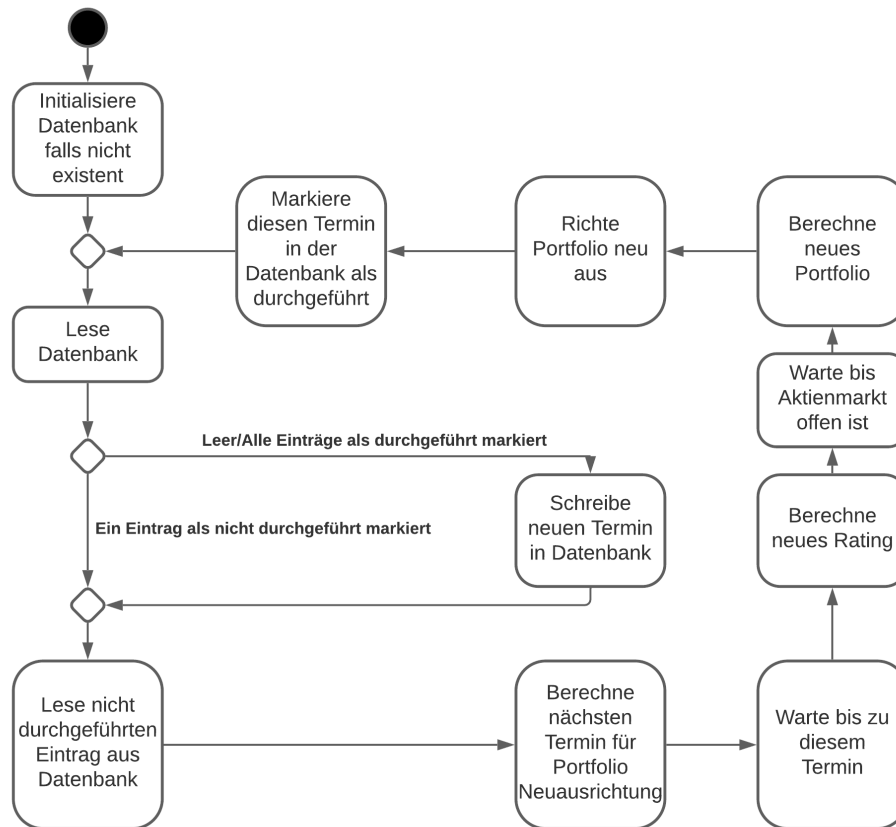 Initialisiere
Datenbank
falls nicht
existent
Markiere
diesen Termin
in der
Datenbank als
durchgeführt
Richte
Portfolio neu
aus
Berechne
neues
Portfolio
Lese
Datenbank
Warte bis
Aktienmarkt
offen ist
Leer/Alle Einträge als durchgeführt markiert
Ein Eintrag als nicht durchgeführt markiert
Schreibe
neuen Termin
in Datenbank
Berechne
neues Rating
Lese nicht
durchgeführten
Eintrag aus
Datenbank
Berechne
nächsten
Termin für
Portfolio
Neuausrichtung
Warte bis zu
diesem
Termin